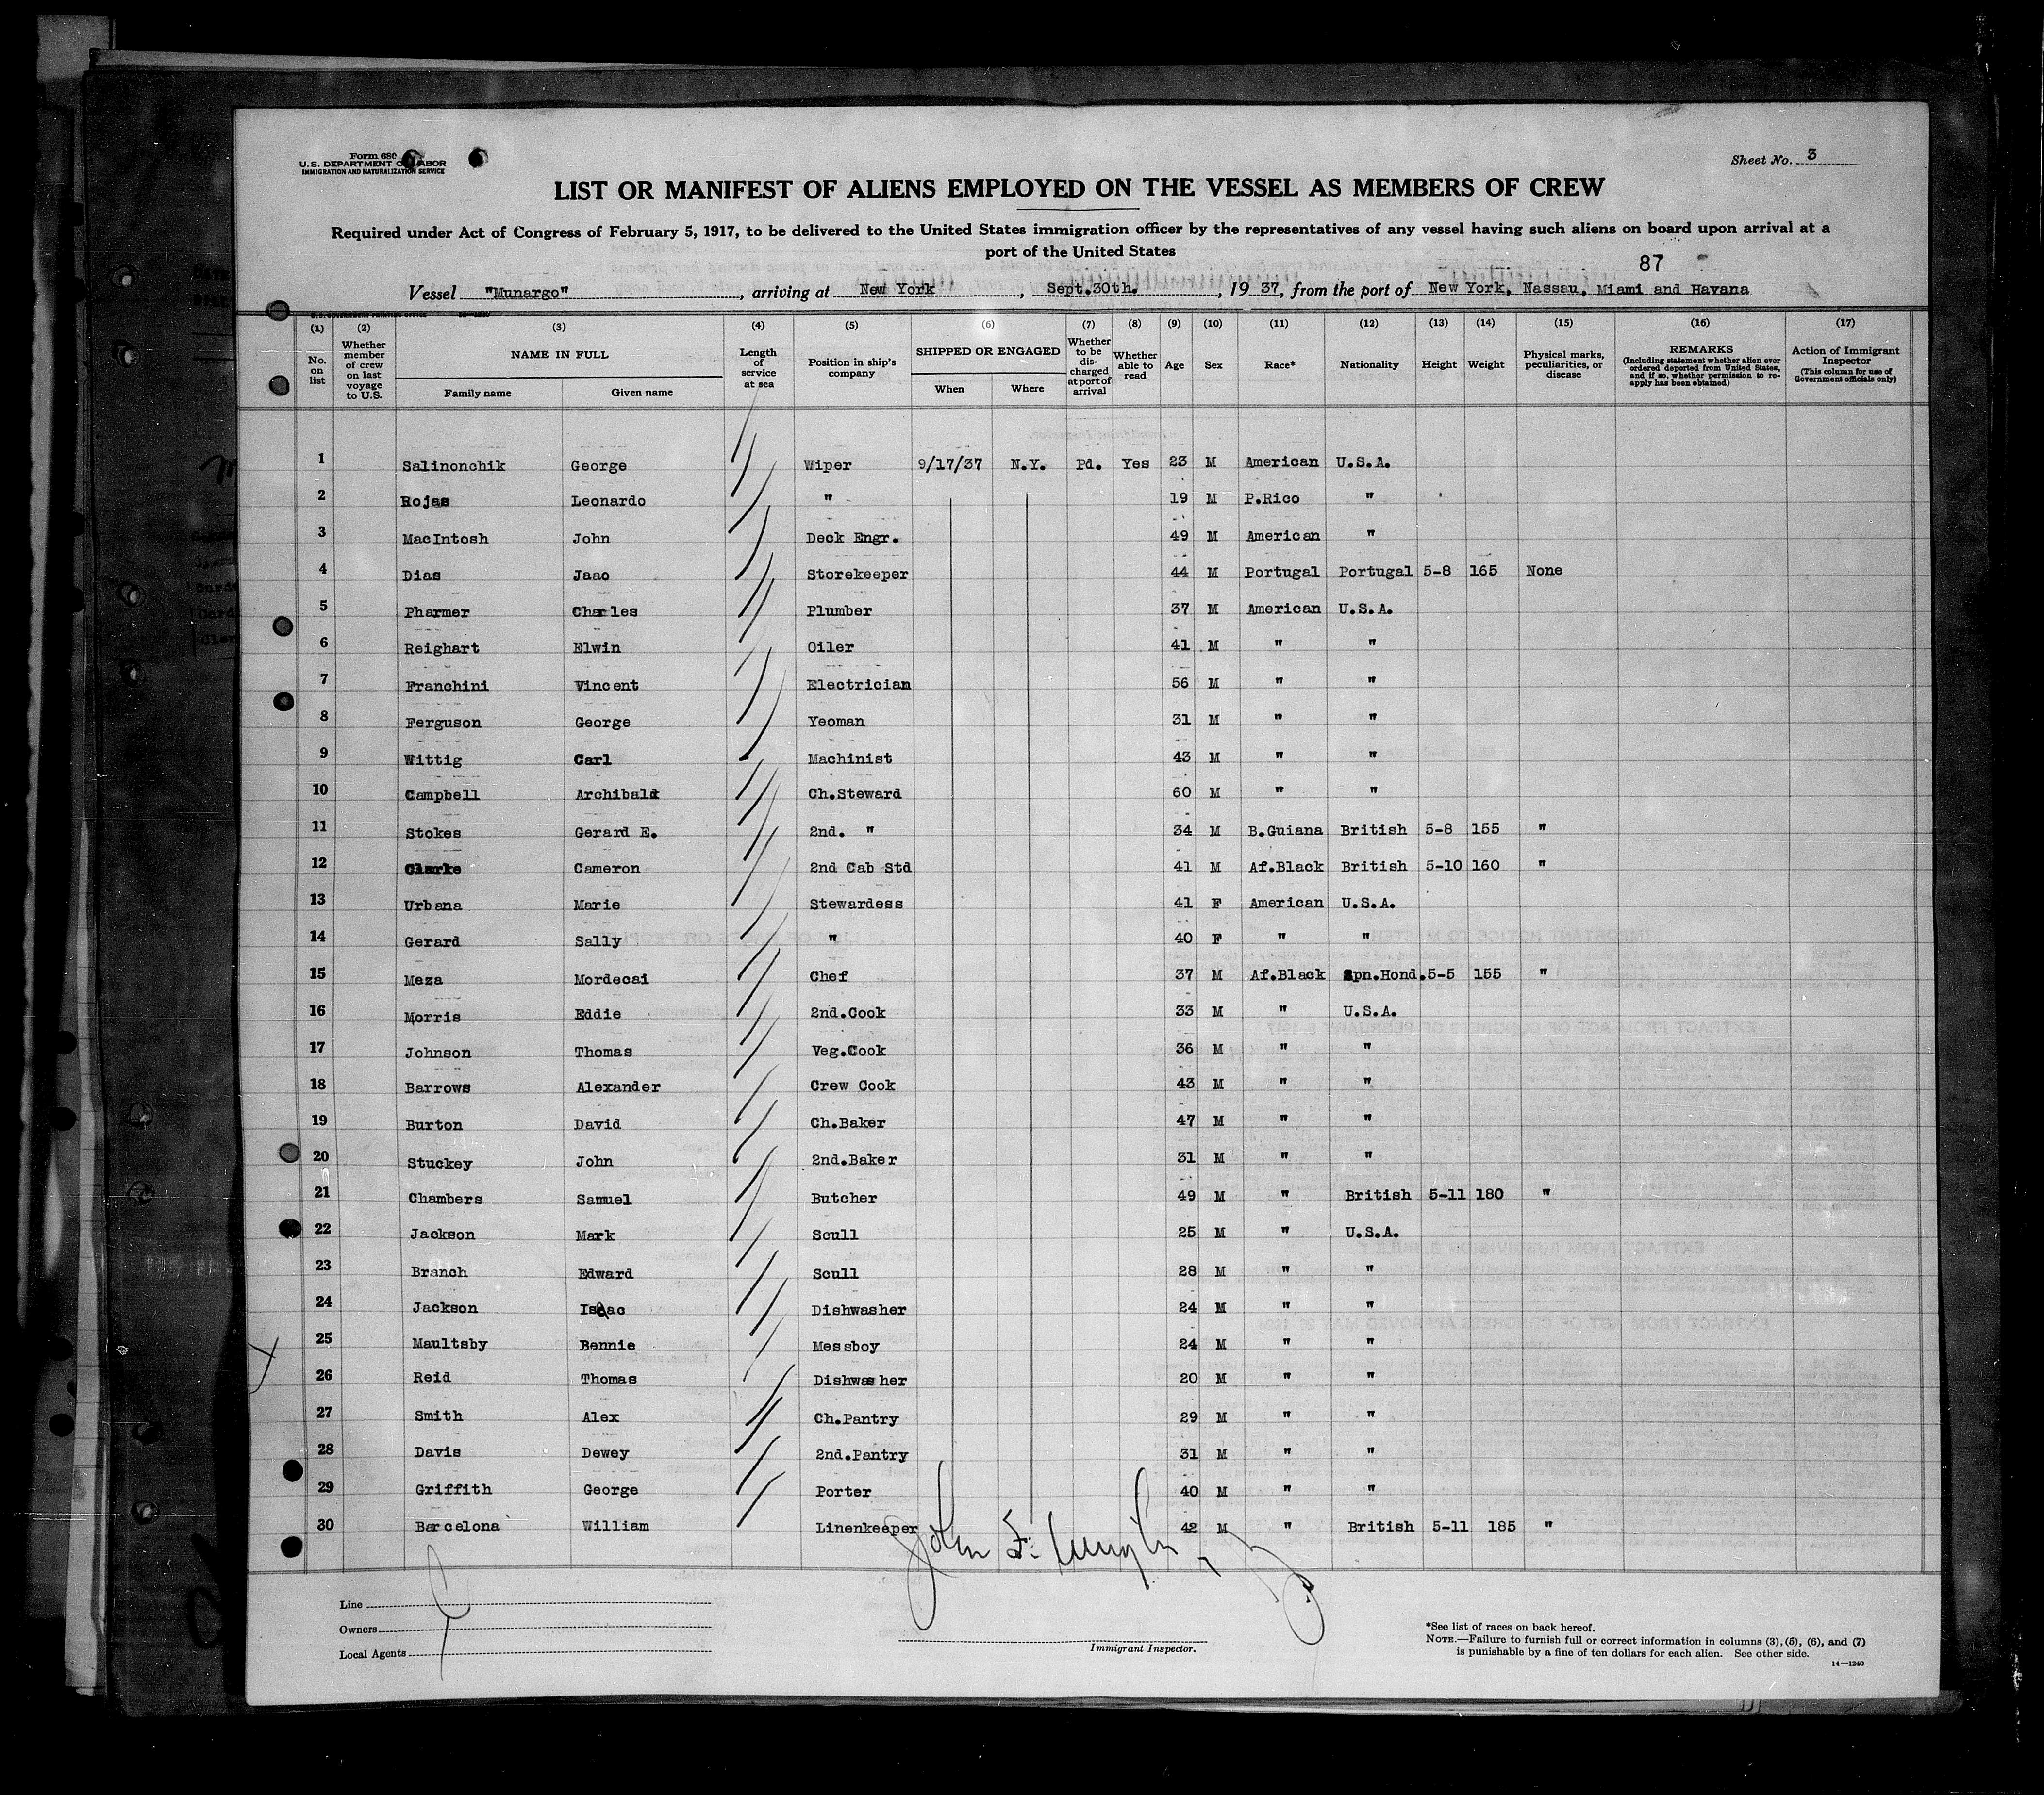 Form 680
U.S. DEPARTMENT OF LABOR
IMMIGRATION AND NATURALIZATION SERVICE
Sheet No. 3
LIST OR MANIFEST OF ALIENS EMPLOYED ON THE VESSEL AS MEMBERS OF CREW
Required under Act of Congress of February 5, 1917, to be delivered to the United States immigration officer by the representatives of any vessel having such aliens on board upon arrival at a
port of the United States
87
Vessel "Munargo", arriving at New York, Sept.30th., 1937, from the port of New York, Nassau, Miami and Havana
U.S. GOVERNMENT PRINTING OFFICE 14—1240
(1) (2) (3) (4) (5) (6) (7) (8) (9) (10) (11) (12) (13) (14) (15) (16) (17)
No. on list
Whether member of crew on last voyage to U.S.
NAME IN FULL
Family name Given name
Length of service at sea
Position in ship's company
SHIPPED OR ENGAGED
When Where
Whether to be discharged at port of arrival
Whether able to read
Age Sex Race* Nationality Height Weight
Physical marks, peculiarities, or disease
REMARKS
(Including statement whether alien ever ordered deported from United States, and if so, whether permission to reapply has been obtained)
Action of Immigrant Inspector
(This column for use of Government officials only)
1 Salinonchik George Wiper 9/17/37 N.Y. Pd. Yes 23 M American U.S.A.
2 Rojas Leonardo " 19 M P.Rico "
3 MacIntosh John Deck Engr. 49 M American "
4 Dias Jaao Storekeeper 44 M Portugal Portugal 5-8 165 None
5 Pharmer Charles Plumber 37 M American U.S.A.
6 Reighart Elwin Oiler 41 M " "
7 Franchini Vincent Electrician 56 M " "
8 Ferguson George Yeoman 31 M " "
9 Wittig Carl Machinist 43 M " "
10 Campbell Archibald Ch.Steward 60 M " "
11 Stokes Gerard E. 2nd. " 34 M B.Guiana British 5-8 155 "
12 Clarke Cameron 2nd Cab Std 41 M Af.Black British 5-10 160 "
13 Urbana Marie Stewardess 41 F American U.S.A.
14 Gerard Sally " 40 F " "
15 Meza Mordecai Chef 37 M Af.Black Spn.Hond. 5-5 155 "
16 Morris Eddie 2nd.Cook 33 M " U.S.A.
17 Johnson Thomas Veg.Cook 36 M " "
18 Barrows Alexander Crew Cook 43 M " "
19 Burton David Ch.Baker 47 M " "
20 Stuckey John 2nd.Baker 31 M " "
21 Chambers Samuel Butcher 49 M " British 5-11 180 "
22 Jackson Mark Scull 25 M " U.S.A.
23 Branch Edward Scull 28 M " "
24 Jackson Isaac Dishwasher 24 M " "
25 Maultsby Bennie Messboy 24 M " "
26 Reid Thomas Dishwasher 20 M " "
27 Smith Alex Ch.Pantry 29 M " "
28 Davis Dewey 2nd.Pantry 31 M " "
29 Griffith George Porter 40 M " "
30 Barcelona William Linenkeeper 42 M " British 5-11 185 "
John F.
Line
Owners
Local Agents
Immigrant Inspector.
*See list of races on back hereof.
NOTE.—Failure to furnish full or correct information in columns (3), (5), (6), and (7)
is punishable by a fine of ten dollars for each alien. See other side.
14—1240